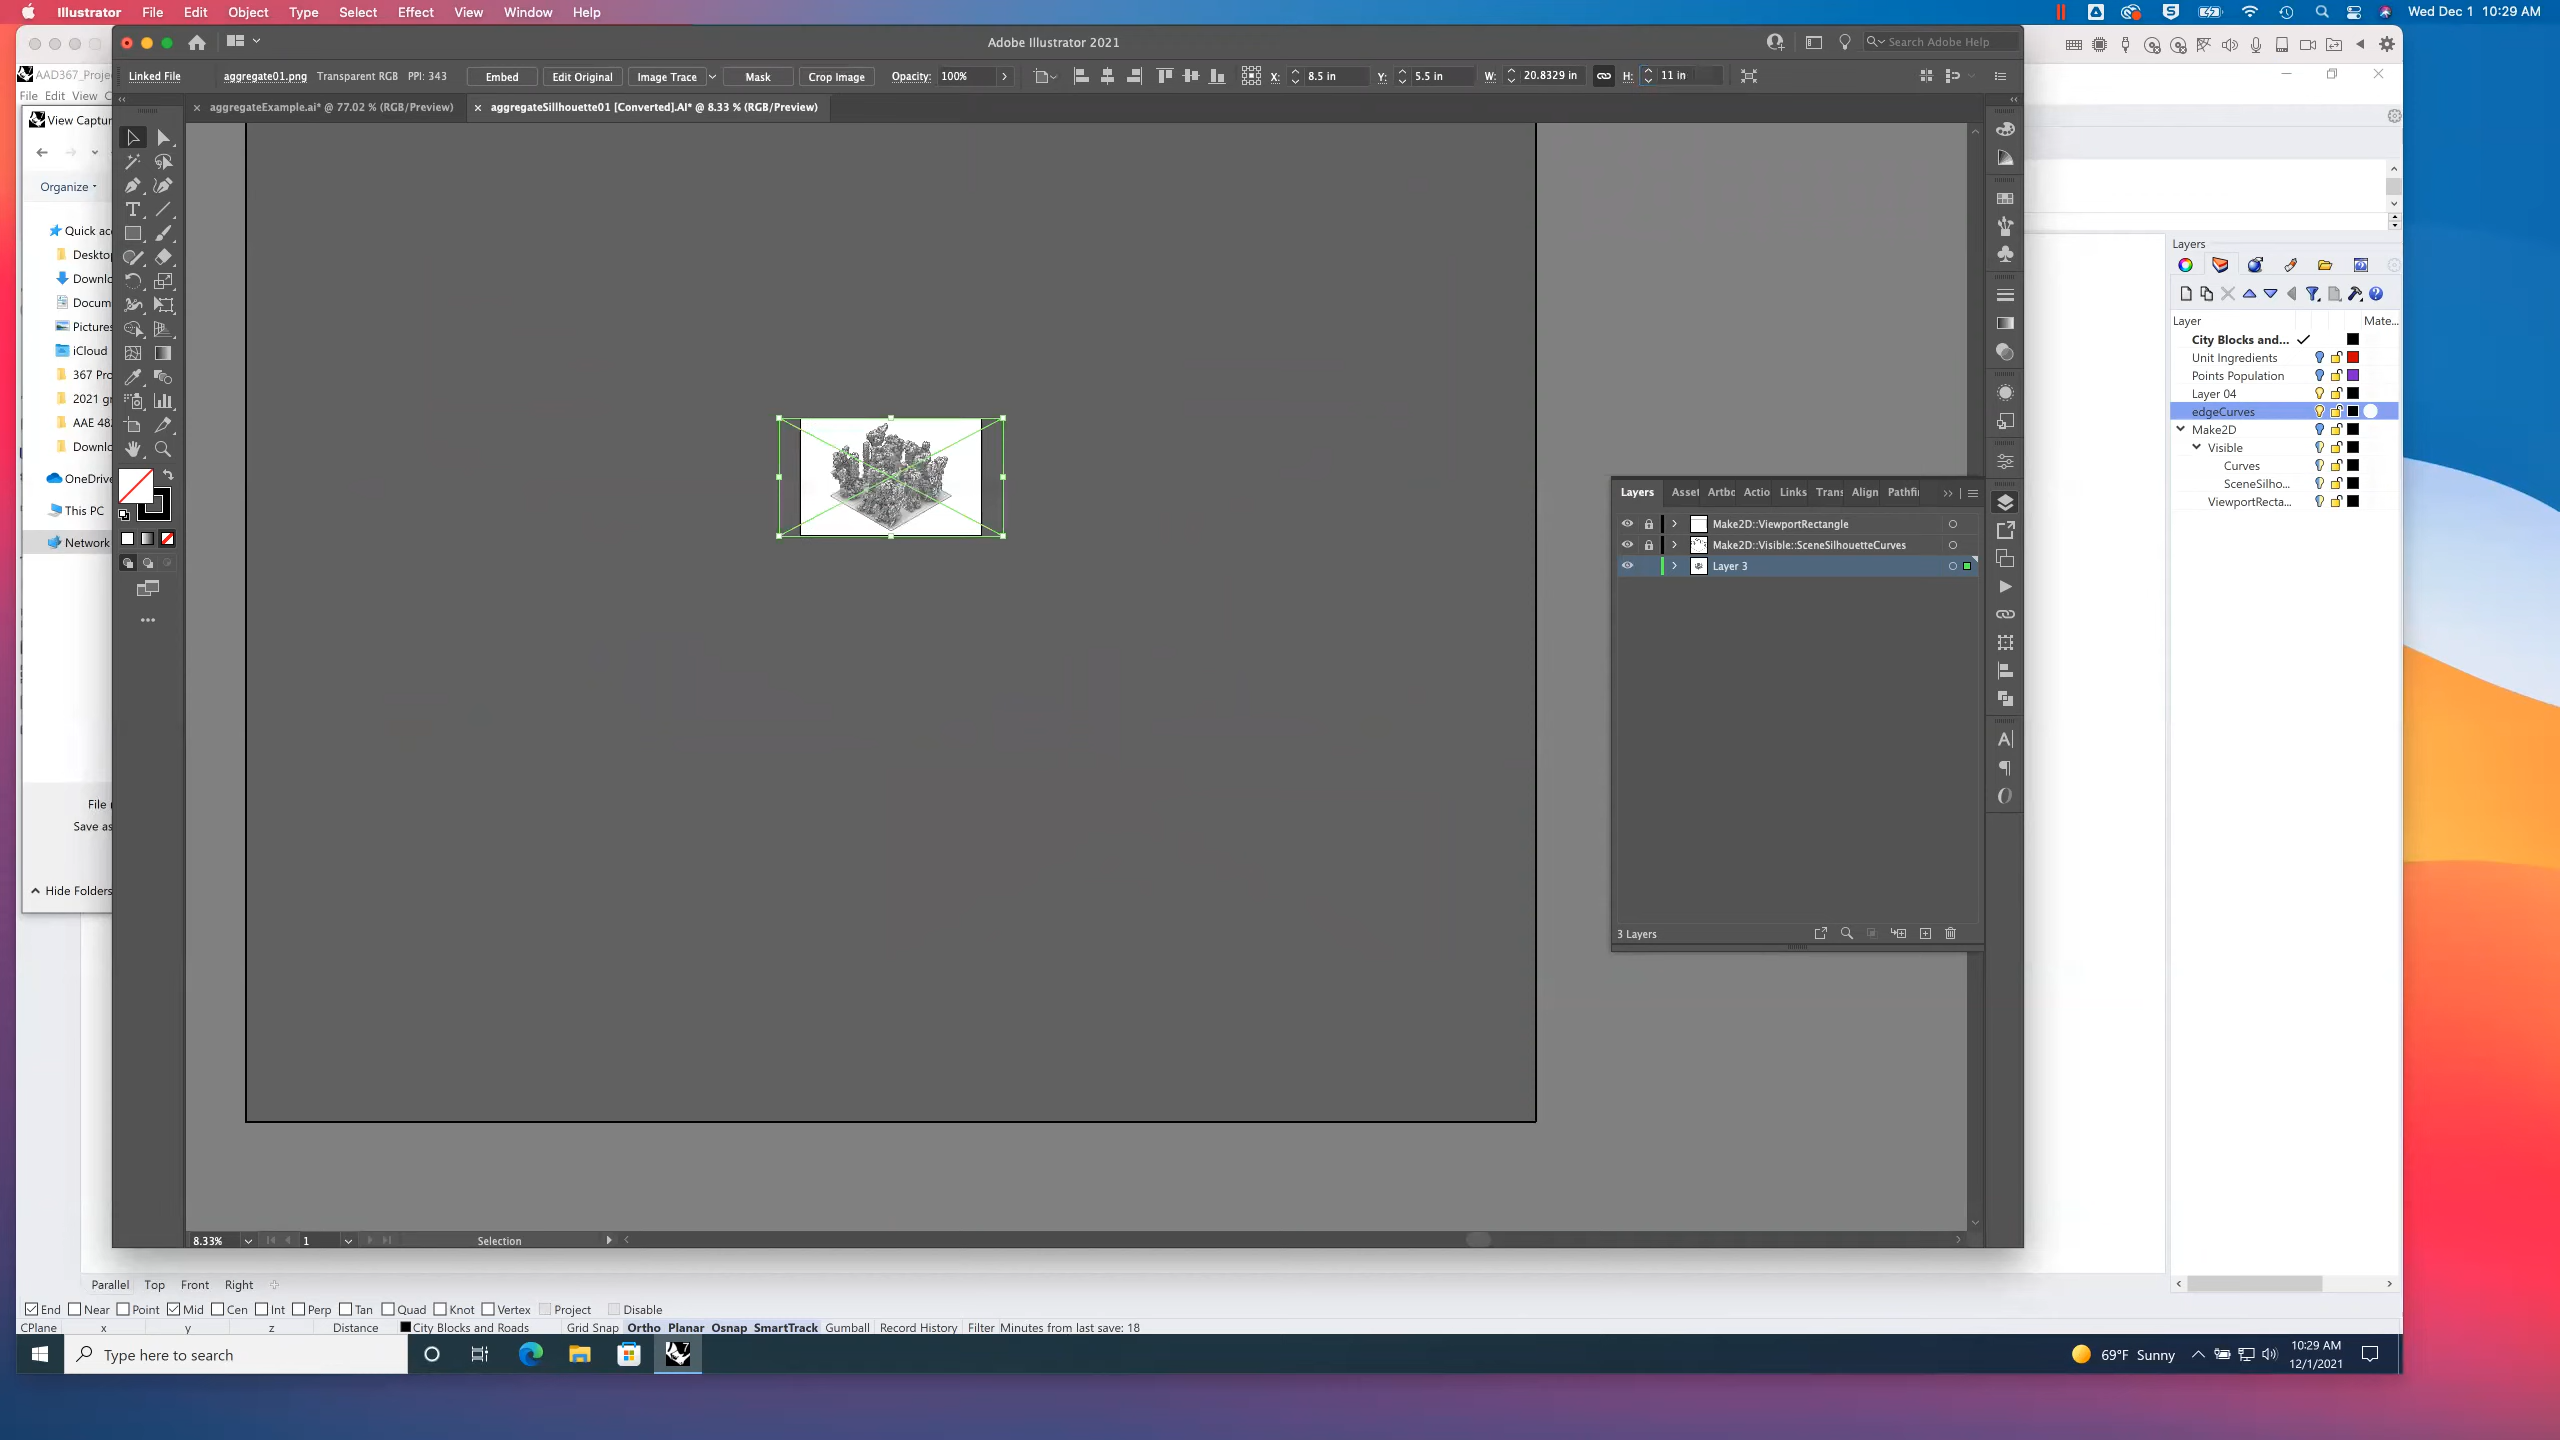 Illustrator File Edit Object Type Select Effect View Window Help
Wed Dec 1 10:29 AM
Adobe Illustrator 2021
Search Adobe Help
AAD367_Projec
Linked File aggregate01.png Transparent RGB PPI: 343 Embed Edit Original Image Trace Mask Crop Image Opacity: 100% X: 8.5 in Y: 5.5 in W: 20.8329 in H: 11 in
File Edit View
aggregateExample.ai* @ 77.02 % (RGB/Preview)
aggregateSillhouette01 [Converted].AI* @ 8.33 % (RGB/Preview)
View Captur
Organize
Quick ac
Deskto
Downlo
Docum
Pictures
iCloud
367 Pro
2021 gr
AAE 48
Downlo
OneDrive
This PC
Network
File
Save as
Hide Folders
Layers Asset Artbo Actio Links Trans Align Pathfi
Make2D::ViewportRectangle
Make2D::Visible::SceneSilhouetteCurves
Layer 3
3 Layers
Layers
Layer Mate...
City Blocks and...
Unit Ingredients
Points Population
Layer 04
edgeCurves
Make2D
Visible
Curves
SceneSilho...
ViewportRecta...
8.33% 1 Selection
Parallel Top Front Right
End Near Point Mid Cen Int Perp Tan Quad Knot Vertex Project Disable
CPlane x y z Distance City Blocks and Roads Grid Snap Ortho Planar Osnap SmartTrack Gumball Record History Filter Minutes from last save: 18
Type here to search
69°F Sunny
10:29 AM
12/1/2021